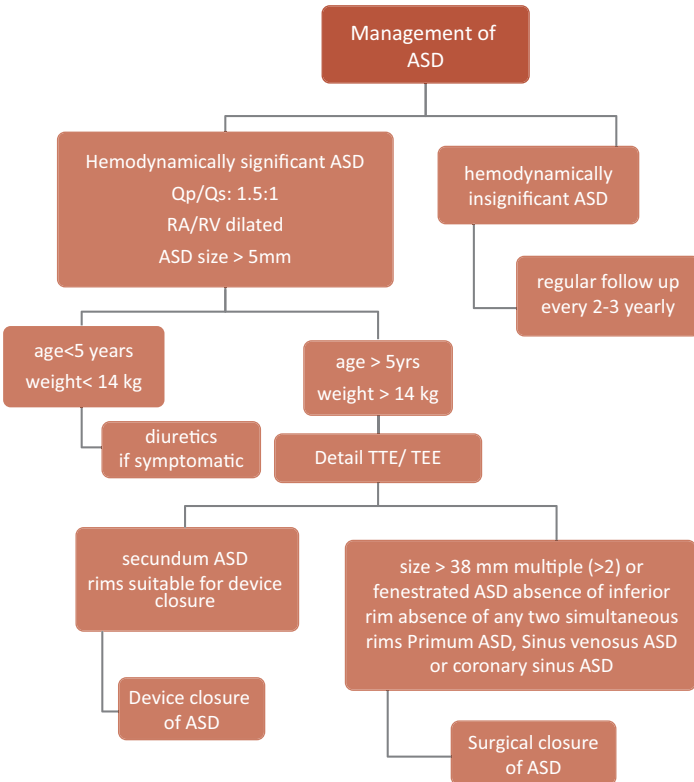 Management of
ASD
Hemodynamically significant ASD
Qp/Qs: 1.5:1
RA/RV dilated
ASD size > 5mm
hemodynamically
insignificant ASD
regular follow up
every 2-3 yearly
age<5 years
weight< 14 kg
age > 5yrs
weight > 14 kg
diuretics
if symptomatic
Detail TTE/ TEE
secundum ASD
rims suitable for device
closure
size > 38 mm multiple (>2) or
fenestrated ASD absence of inferior
rim absence of any two simultaneous
rims Primum ASD, Sinus venosus ASD
or coronary sinus ASD
Device closure
of ASD
Surgical closure
of ASD